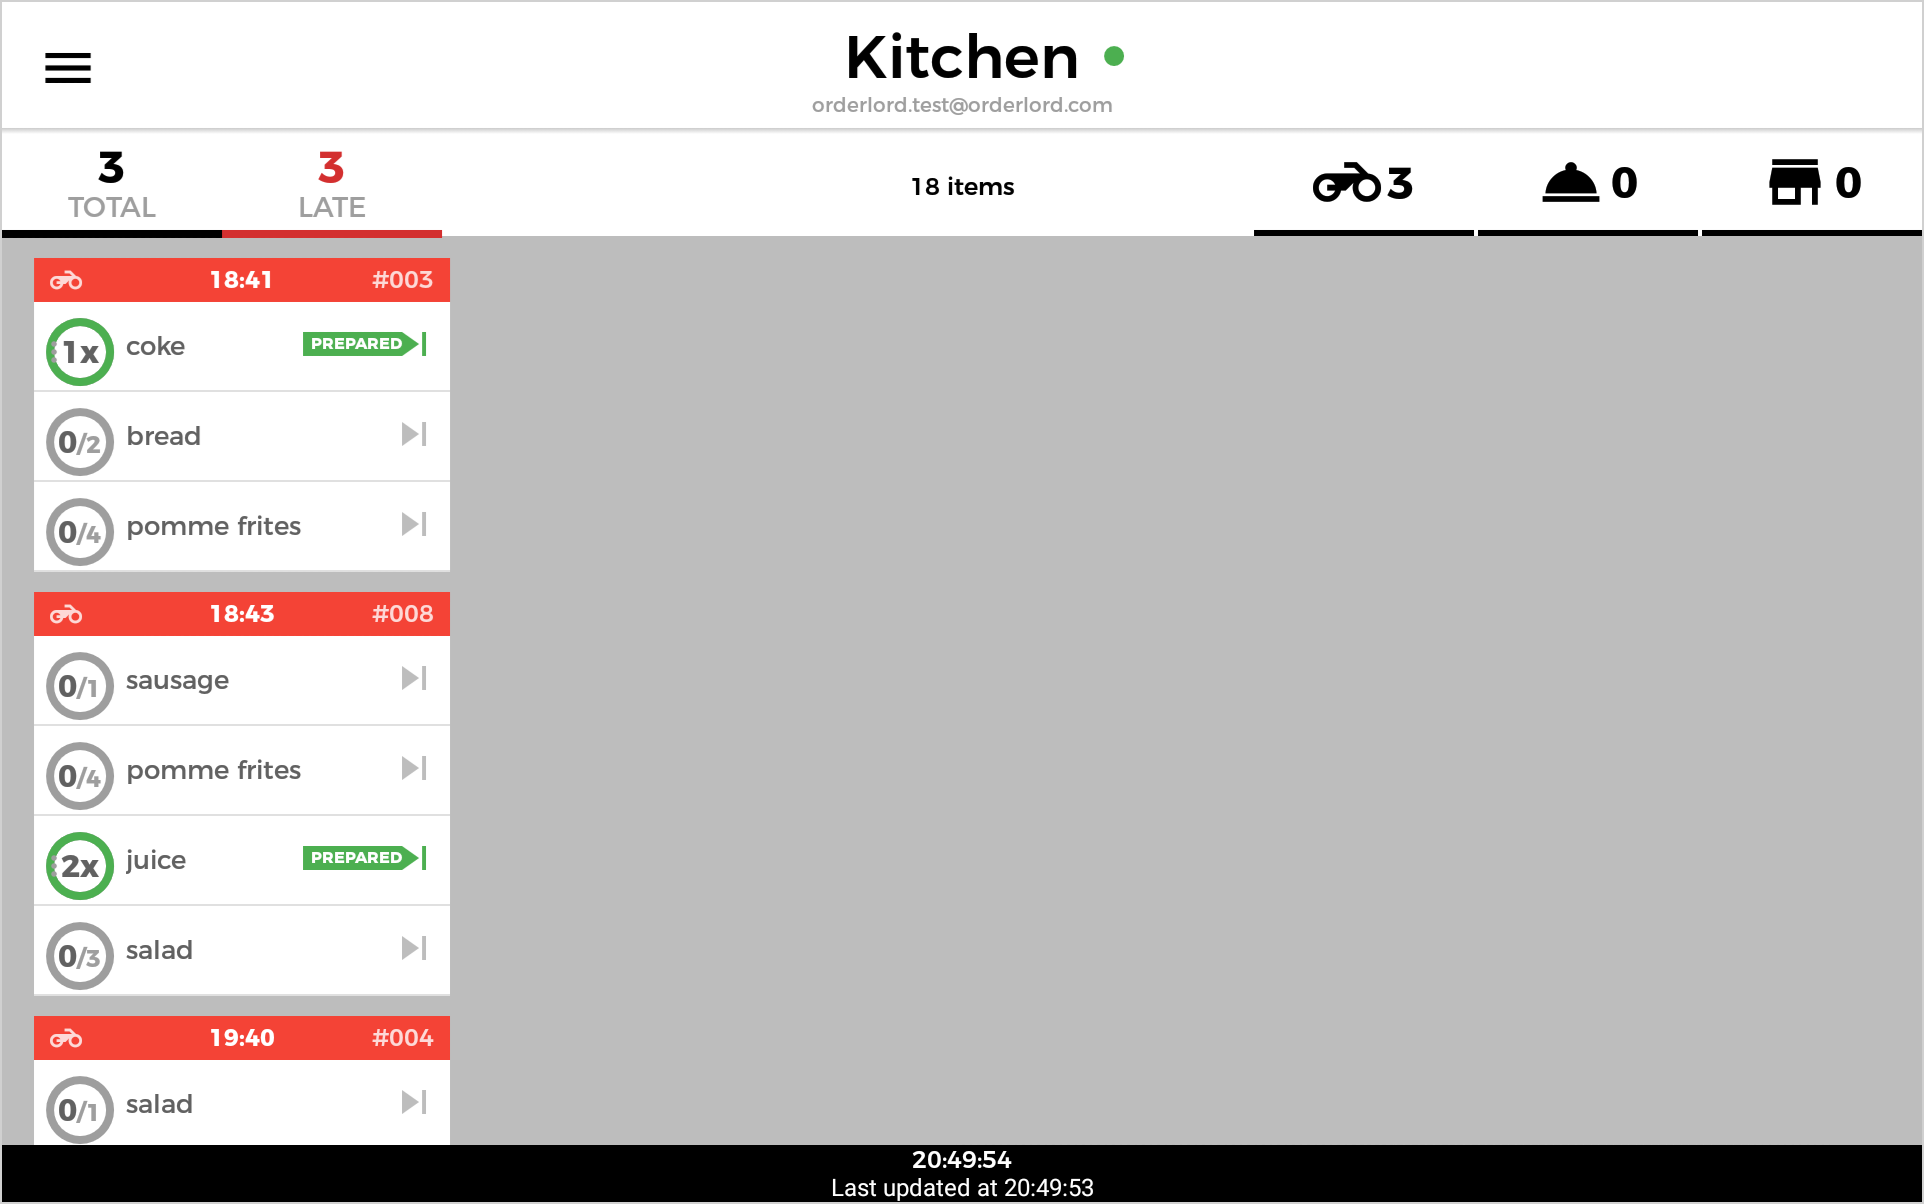 Kitchen
orderlord.test@orderlord.com
3
TOTAL
3
LATE
18 items
3
0
0
18:41 #003
1x coke PREPARED
0/2 bread
0/4 pomme frites
18:43 #008
0/1 sausage
0/4 pomme frites
2x juice PREPARED
0/3 salad
19:40 #004
0/1 salad
20:49:54
Last updated at 20:49:53